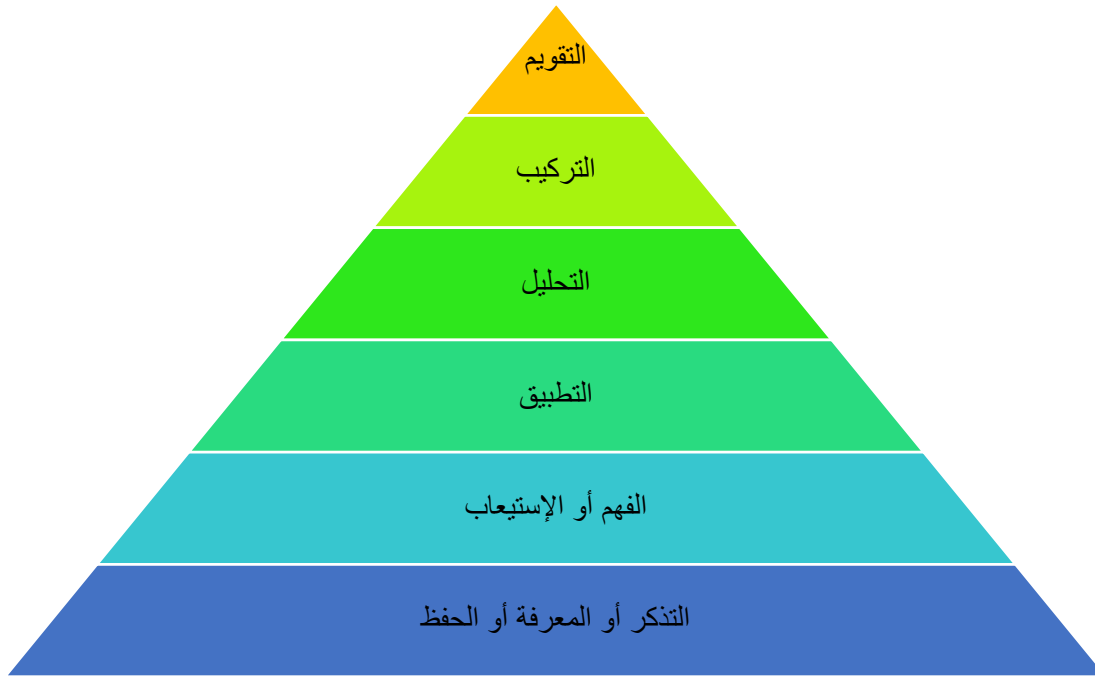 التقويم
التركيب
التحليل
التطبيق
الفهم أو الإستيعاب
التذكر أو المعرفة أو الحفظ